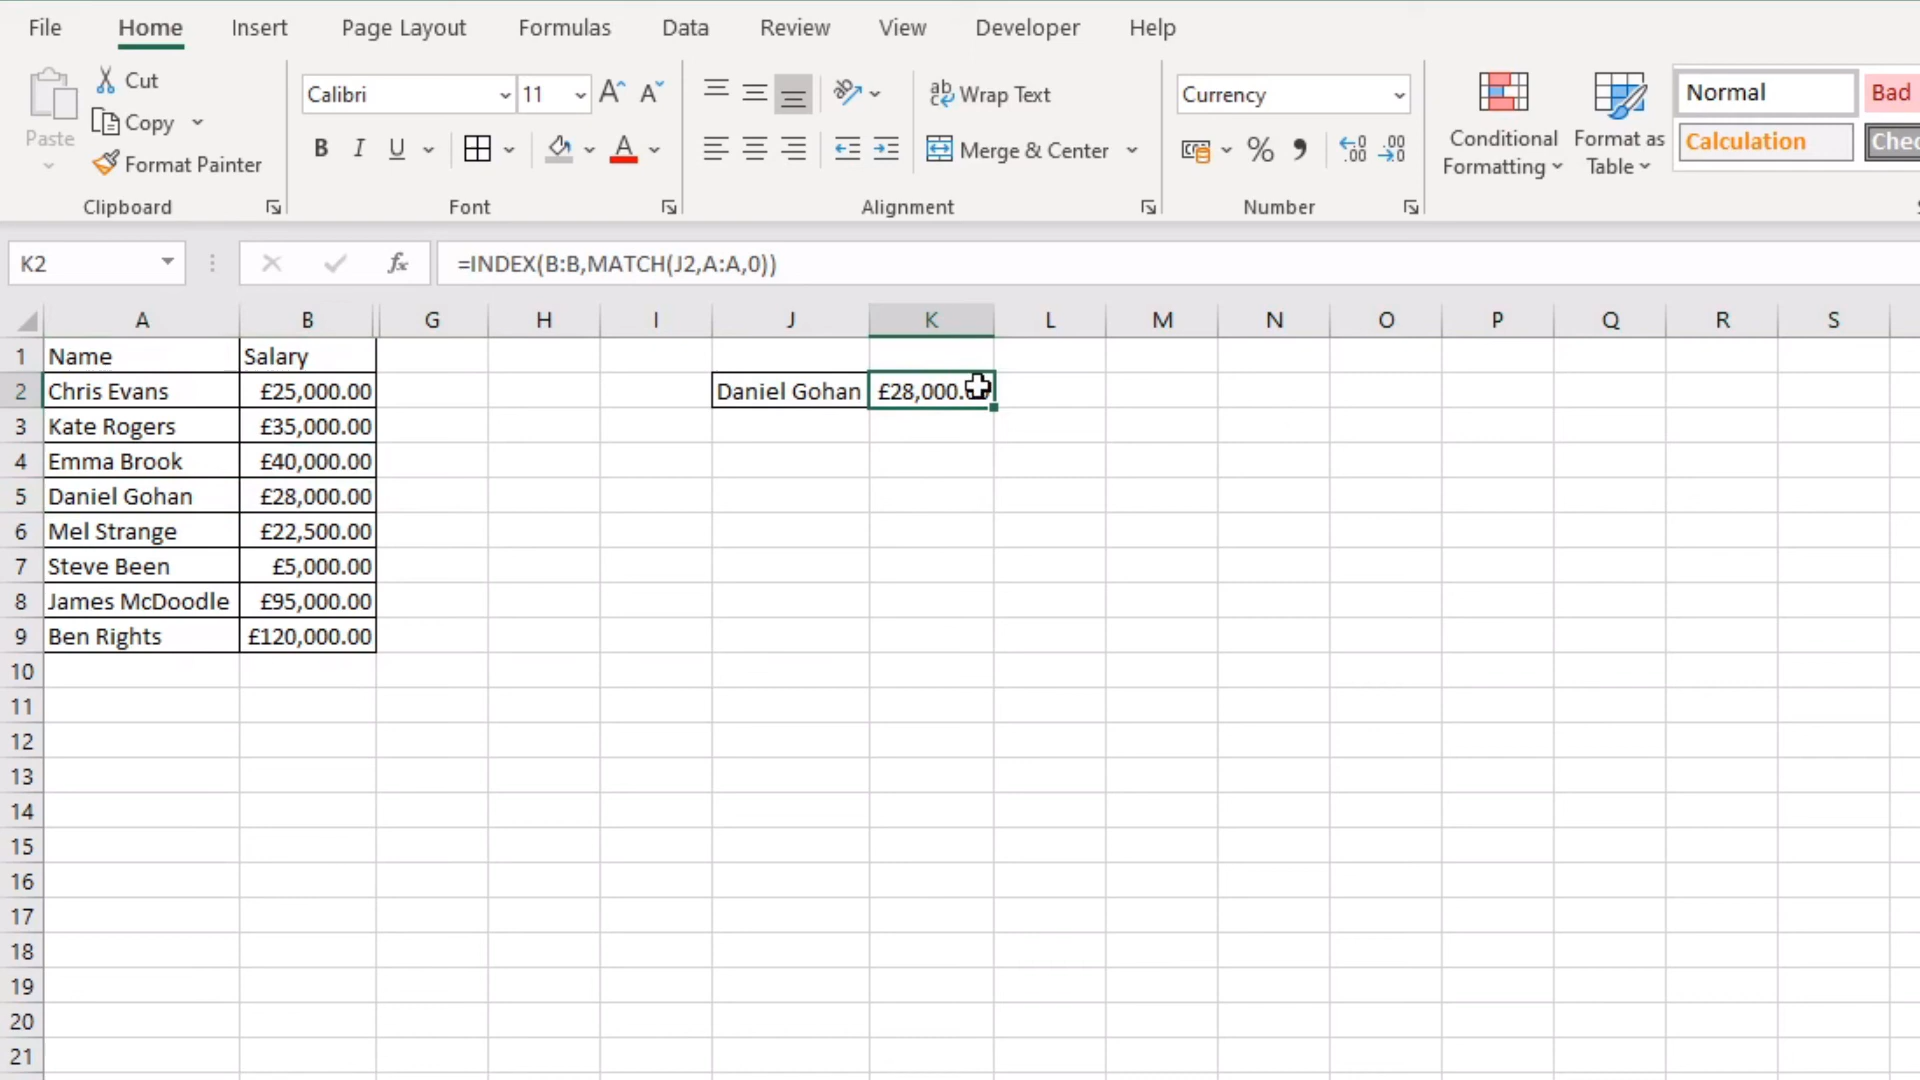 File Home Insert Page Layout Formulas Data Review View Developer Help
Cut
Copy
Paste
Format Painter
Clipboard
Calibri 11
B I U
Font
Wrap Text
Merge & Center
Alignment
Currency
% 9
Number
Conditional Formatting
Format as Table
Normal Bad
Calculation
K2 fx =INDEX(B:B,MATCH(J2,A:A,0))
A B G H I J K L M N O P Q R S
1 Name Salary
2 Chris Evans £25,000.00 Daniel Gohan £28,000.
3 Kate Rogers £35,000.00
4 Emma Brook £40,000.00
5 Daniel Gohan £28,000.00
6 Mel Strange £22,500.00
7 Steve Been £5,000.00
8 James McDoodle £95,000.00
9 Ben Rights £120,000.00
10
11
12
13
14
15
16
17
18
19
20
21